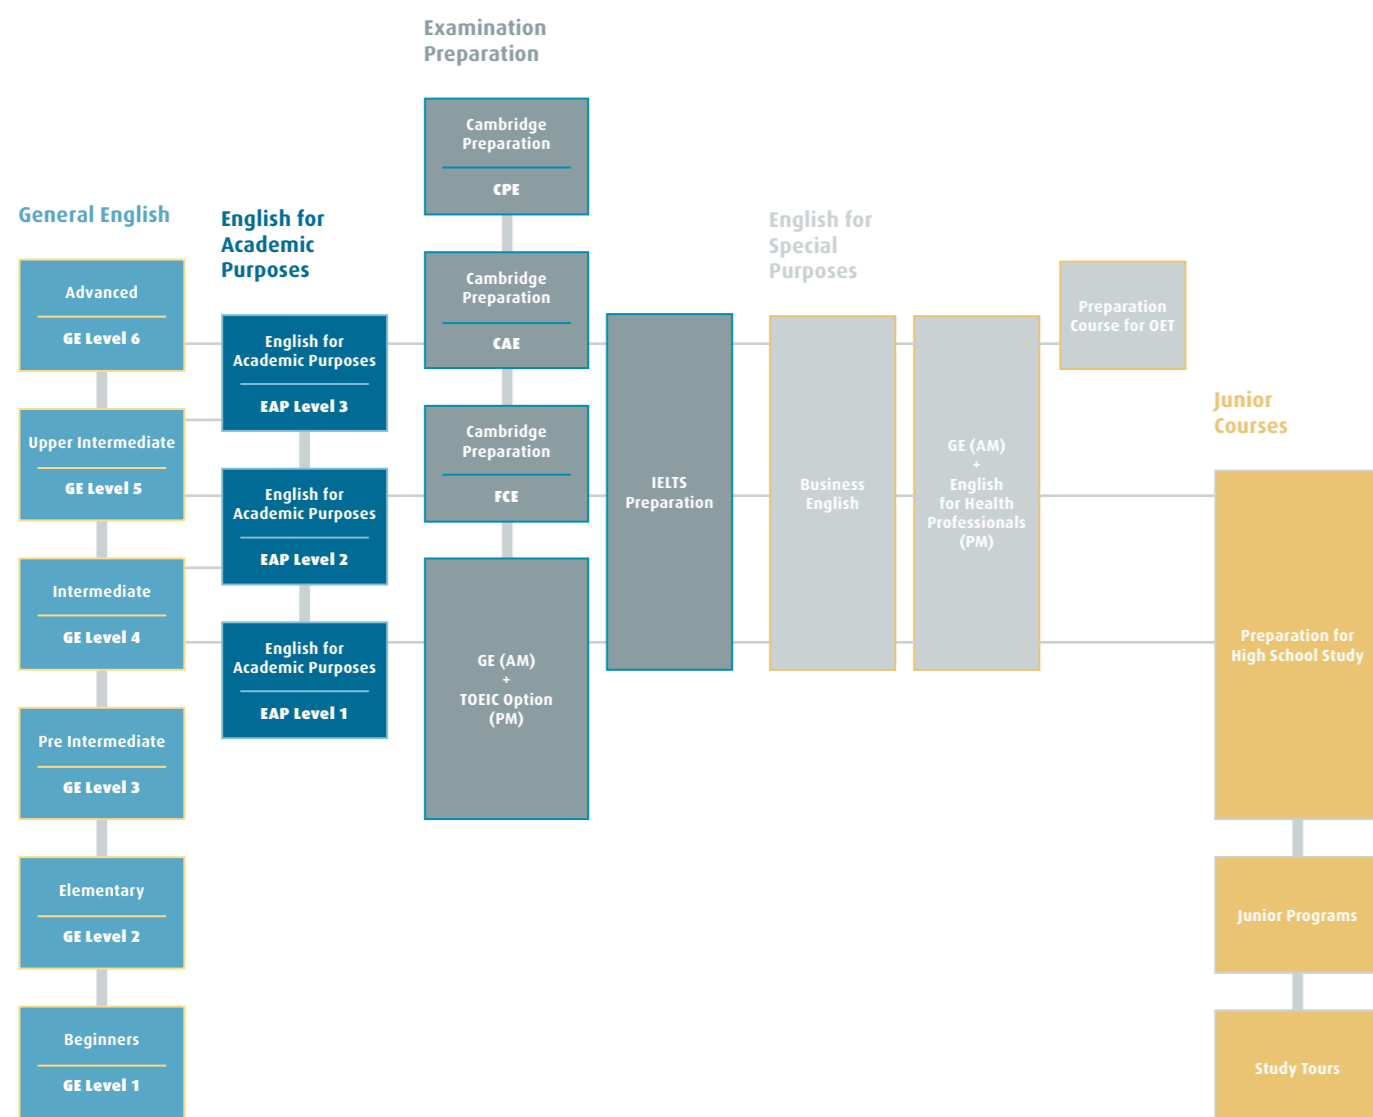 General English
Advanced
GE Level 6
Upper Intermediate
GE Level 5
Intermediate
GE Level 4
Pre Intermediate
GE Level 3
Elementary
GE Level 2
Beginners
GE Level 1
English for
Academic
Purposes
English for
Academic Purposes
EAP Level 3
English for
Academic Purposes
EAP Level 2
English for
Academic Purposes
EAP Level 1
Examination
Preparation
Cambridge
Preparation
CPE
Cambridge
Preparation
CAE
Cambridge
Preparation
FCE
GE (AM)
+
TOEIC Option
(PM)
IELTS
Preparation
English for
Special
Purposes
Business
English
GE (AM)
+
English
for Health
Professionals
(PM)
Preparation
Course for OET
Junior
Courses
Preparation for
High School Study
Junior Programs
Study Tours